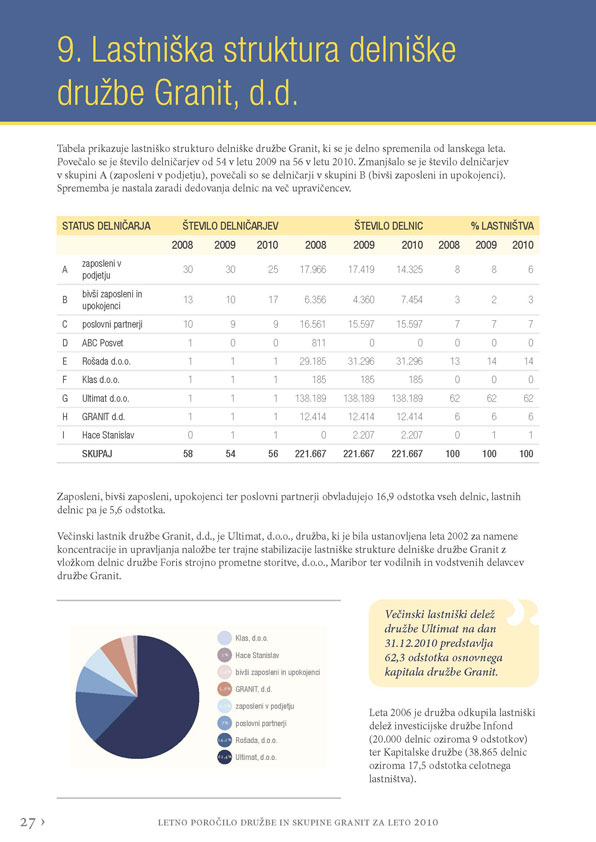 9. Lastniška struktura delniške
družbe Granit, d.d.
Tabela prikazuje lastniško strukturo delniške družbe Granit, ki se je delno spremenila od lanskega leta.
Povečalo se je število delničarjev od 54 v letu 2009 na 56 v letu 2010. Zmanjšalo se je število delničarjev
v skupini A (zaposleni v podjetju), povečali so se delničarji v skupini B (bivši zaposleni in upokojenci).
Sprememba je nastala zaradi dedovanja delnic na več upravičencev.
STATUS DELNIČARJA ŠTEVILO DELNIČARJEV ŠTEVILO DELNIC % LASTNIŠTVA
2008 2009 2010 2008 2009 2010 2008 2009 2010
A zaposleni v podjetju 30 30 25 17.966 17.419 14.325 8 8 6
B bivši zaposleni in upokojenci 13 10 17 6.356 4.360 7.454 3 2 3
C poslovni partnerji 10 9 9 16.561 15.597 15.597 7 7 7
D ABC Posvet 1 0 0 811 0 0 0 0 0
E Rošada d.o.o. 1 1 1 29.185 31.296 31.296 13 14 14
F Klas d.o.o. 1 1 1 185 185 185 0 0 0
G Ultimat d.o.o. 1 1 1 138.189 138.189 138.189 62 62 62
H GRANIT d.d. 1 1 1 12.414 12.414 12.414 6 6 6
I Hace Stanislav 0 1 1 0 2.207 2.207 0 1 1
SKUPAJ 58 54 56 221.667 221.667 221.667 100 100 100
Zaposleni, bivši zaposleni, upokojenci ter poslovni partnerji obvladujejo 16,9 odstotka vseh delnic, lastnih
delnic pa je 5,6 odstotka.
Večinski lastnik družbe Granit, d.d., je Ultimat, d.o.o., družba, ki je bila ustanovljena leta 2002 za namene
koncentracije in upravljanja naložbe ter trajne stabilizacije lastniške strukture delniške družbe Granit z
vložkom delnic družbe Foris strojno prometne storitve, d.o.o., Maribor ter vodilnih in vodstvenih delavcev
družbe Granit.
Klas, d.o.o.
Hace Stanislav
bivši zaposleni in upokojenci
GRANIT, d.d.
zaposleni v podjetju
poslovni partnerji
Rošada, d.o.o.
Ultimat, d.o.o.
Večinski lastniški delež
družbe Ultimat na dan
31.12.2010 predstavlja
62,3 odstotka osnovnega
kapitala družbe Granit.
Leta 2006 je družba odkupila lastniški
delež investicijske družbe Infond
(20.000 delnic oziroma 9 odstotkov)
ter Kapitalske družbe (38.865 delnic
oziroma 17,5 odstotka celotnega
lastništva).
27 › LETNO POROČILO DRUŽBE IN SKUPINE GRANIT ZA LETO 2010